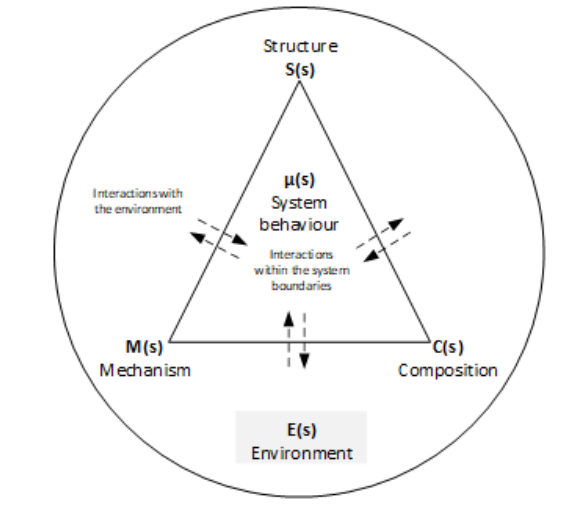 Structure
S(s)
Interactions with
the environment
μ(s)
System
behaviour
Interactions
within the system
boundaries
M(s)
Mechanism
C(s)
Composition
E(s)
Environment